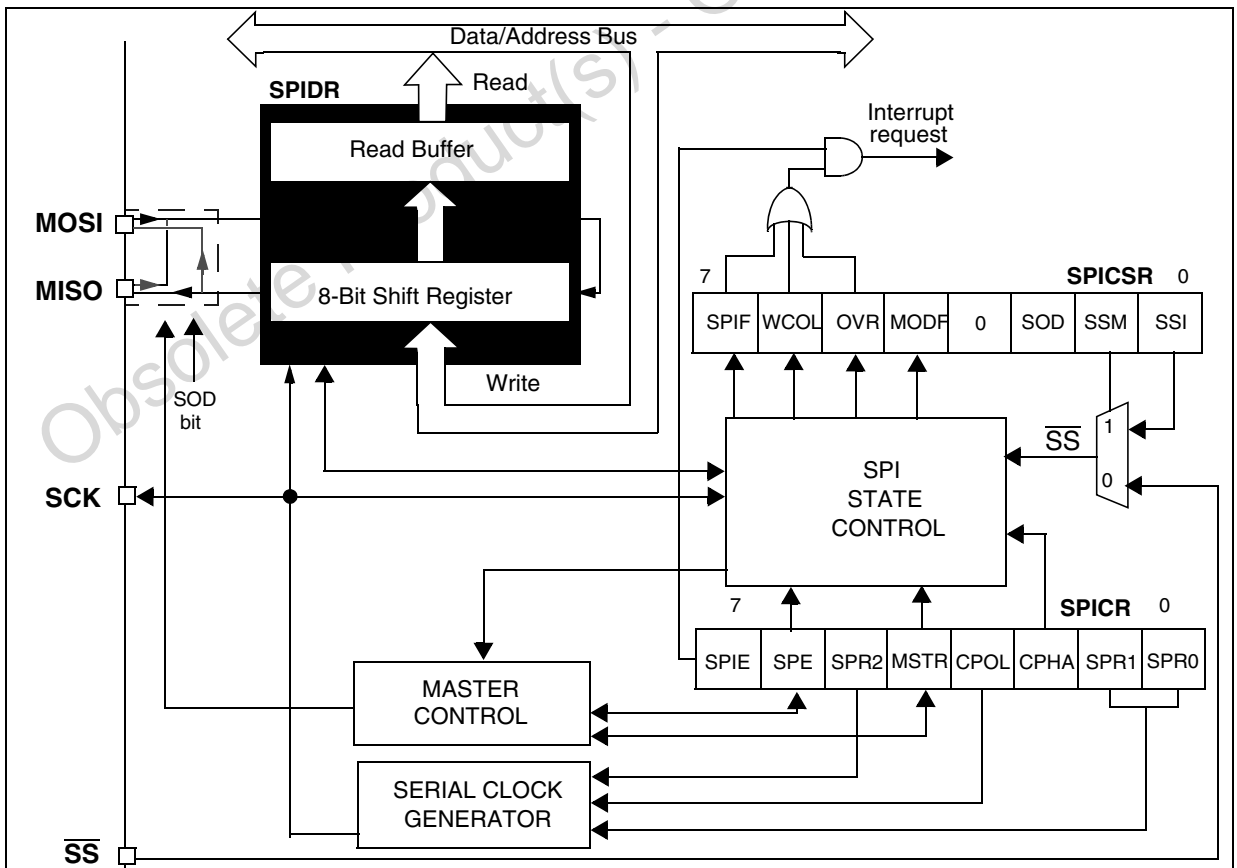 Data/Address Bus
SPIDR
Read
Read Buffer
Interrupt
request
MOSI
MISO
8-Bit Shift Register
7
SPICSR
0
SPIF
WCOL
OVR
MODF
0
SOD
SSM
SSI
Write
SOD
bit
SS
1
0
SCK
SPI
STATE
CONTROL
7
SPICR
0
SPIE
SPE
SPR2
MSTR
CPOL
CPHA
SPR1
SPR0
MASTER
CONTROL
SERIAL CLOCK
GENERATOR
SS
Obsolete